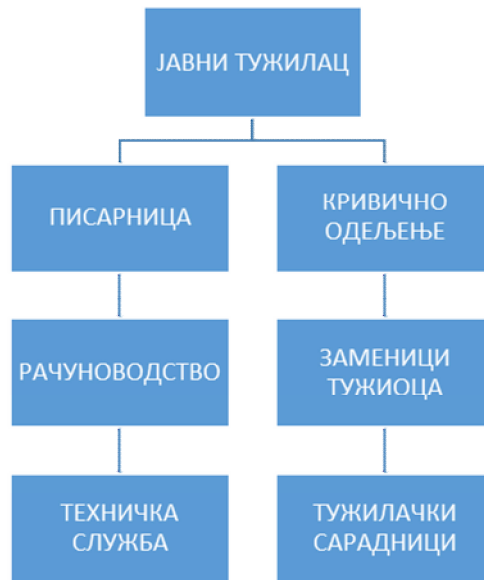 ЈАВНИ ТУЖИЛАЦ
ПИСАРНИЦА
КРИВИЧНО
ОДЕЉЕЊЕ
РАЧУНОВОДСТВО
ЗАМЕНИЦИ
ТУЖИОЦА
ТЕХНИЧКА
СЛУЖБА
ТУЖИЛАЧКИ
САРАДНИЦИ